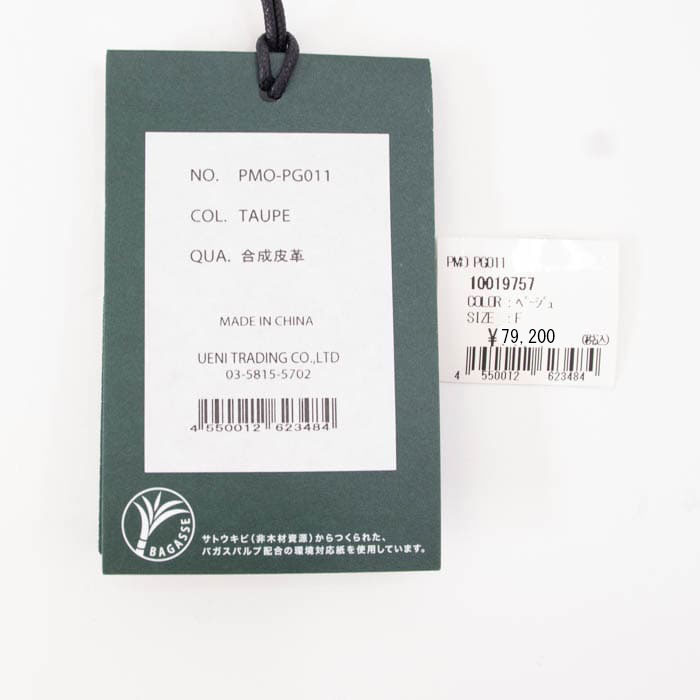 NO. PMO-PG011
COL. TAUPE
QUA. 合成皮革
MADE IN CHINA
UENI TRADING CO.,LTD
03-5815-5702
4 550012 623484
BAGASSE
サトウキビ(非木材資源)からつくられた、
バガスパルプ配合の環境対応紙を使用しています。
PMO PG011
10019757
COLOR :ベージュ
SIZE :F
¥79,200 (税込)
4 550012 623484